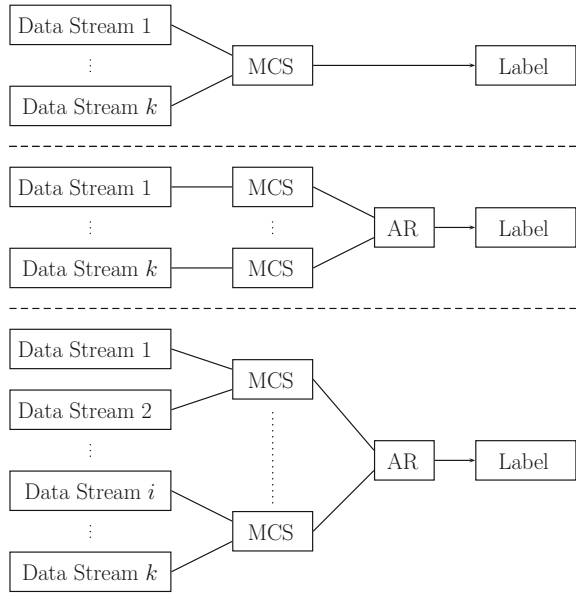 Data Stream 1
MCS
Label
⋮
Data Stream k
Data Stream 1
MCS
⋮
⋮
AR
Label
Data Stream k
MCS
Data Stream 1
MCS
Data Stream 2
⋮
AR
Label
Data Stream i
MCS
⋮
Data Stream k